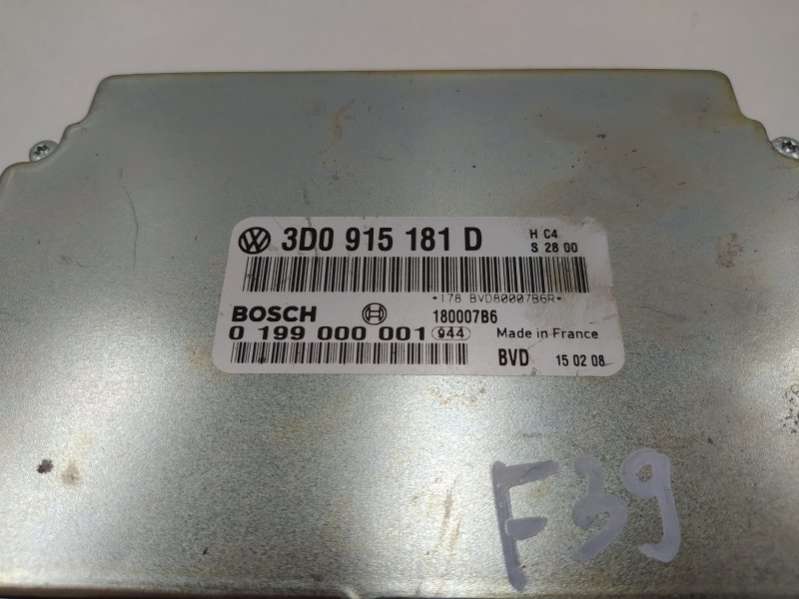 3D0 915 181 D
H C4
S 28 00
*178 BVD80007B6R*
BOSCH
180007B6
0 199 000 001 944
Made in France
BVD 15 02 08
F39